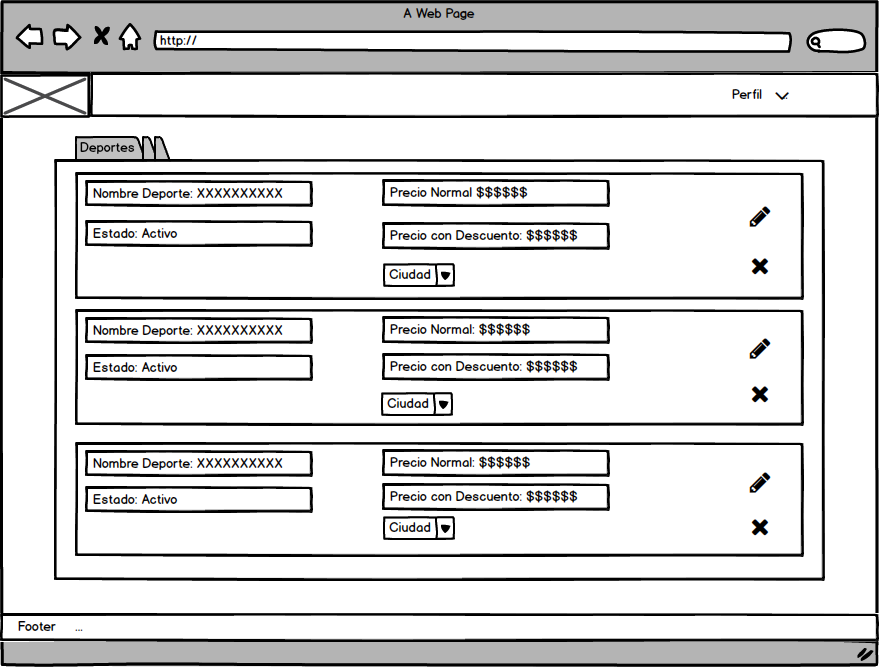 A Web Page
http://
Perfil
Deportes
Nombre Deporte: XXXXXXXXXX
Precio Normal $$$$$$
Estado: Activo
Precio con Descuento: $$$$$$
Ciudad
Nombre Deporte: XXXXXXXXXX
Precio Normal: $$$$$$
Estado: Activo
Precio con Descuento: $$$$$$
Ciudad
Nombre Deporte: XXXXXXXXXX
Precio Normal: $$$$$$
Estado: Activo
Precio con Descuento: $$$$$$
Ciudad
Footer ...